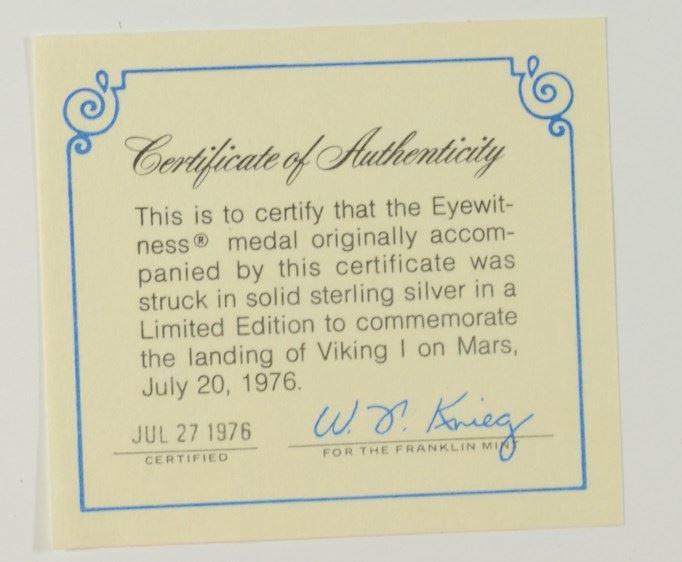 Certificate of Authenticity
This is to certify that the Eyewit-
ness® medal originally accom-
panied by this certificate was
struck in solid sterling silver in a
Limited Edition to commemorate
the landing of Viking I on Mars,
July 20, 1976.
JUL 27 1976 W. F. Krieg
CERTIFIED FOR THE FRANKLIN MINT